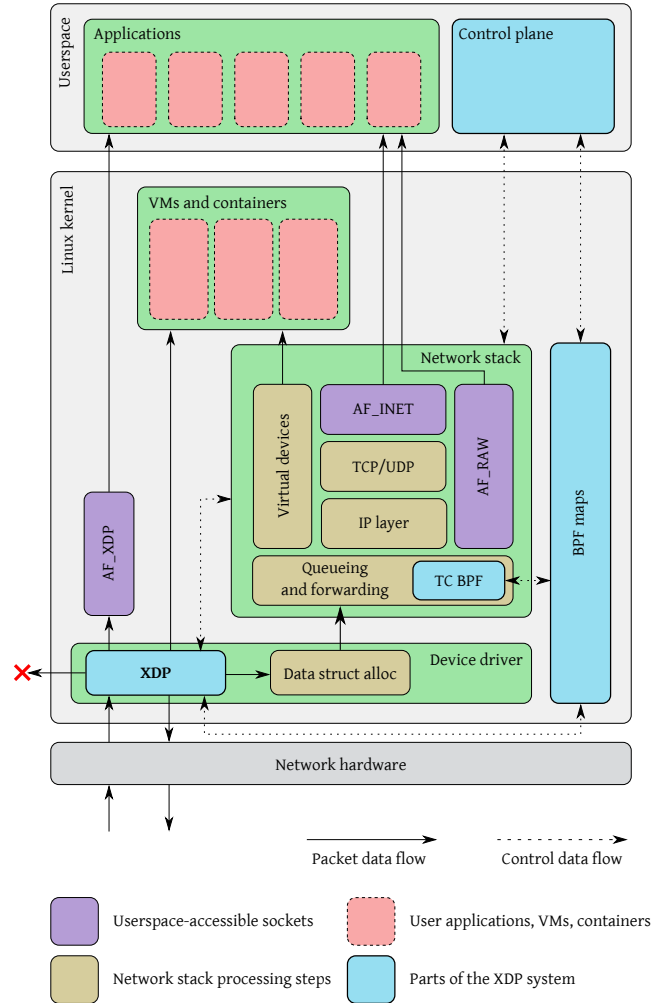 Userspace
Applications
Control plane
Linux kernel
VMs and containers
Network stack
Virtual devices
AF_INET
AF_RAW
TCP/UDP
IP layer
AF_XDP
BPF maps
Queueing
and forwarding
TC BPF
XDP
Data struct alloc
Device driver
Network hardware
Packet data flow
Control data flow
Userspace-accessible sockets
User applications, VMs, containers
Network stack processing steps
Parts of the XDP system